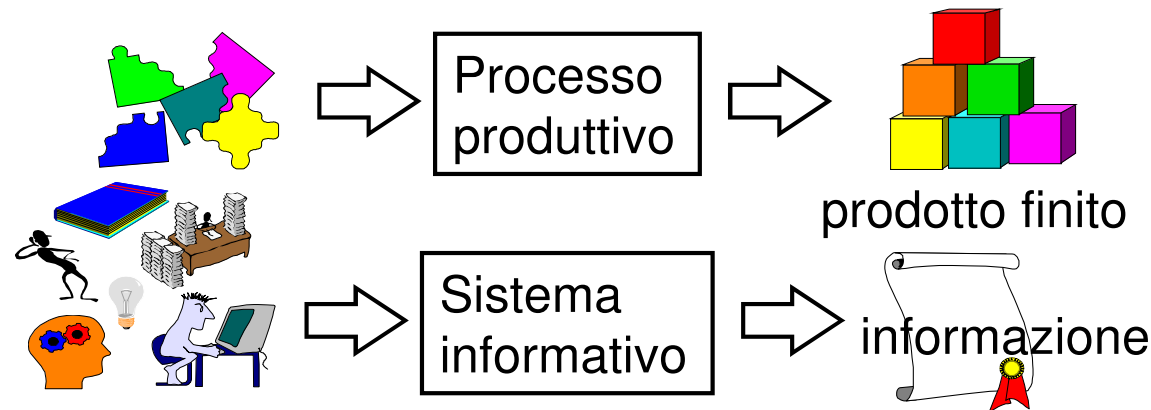 Processo
produttivo
prodotto finito
Sistema
informativo
informazione